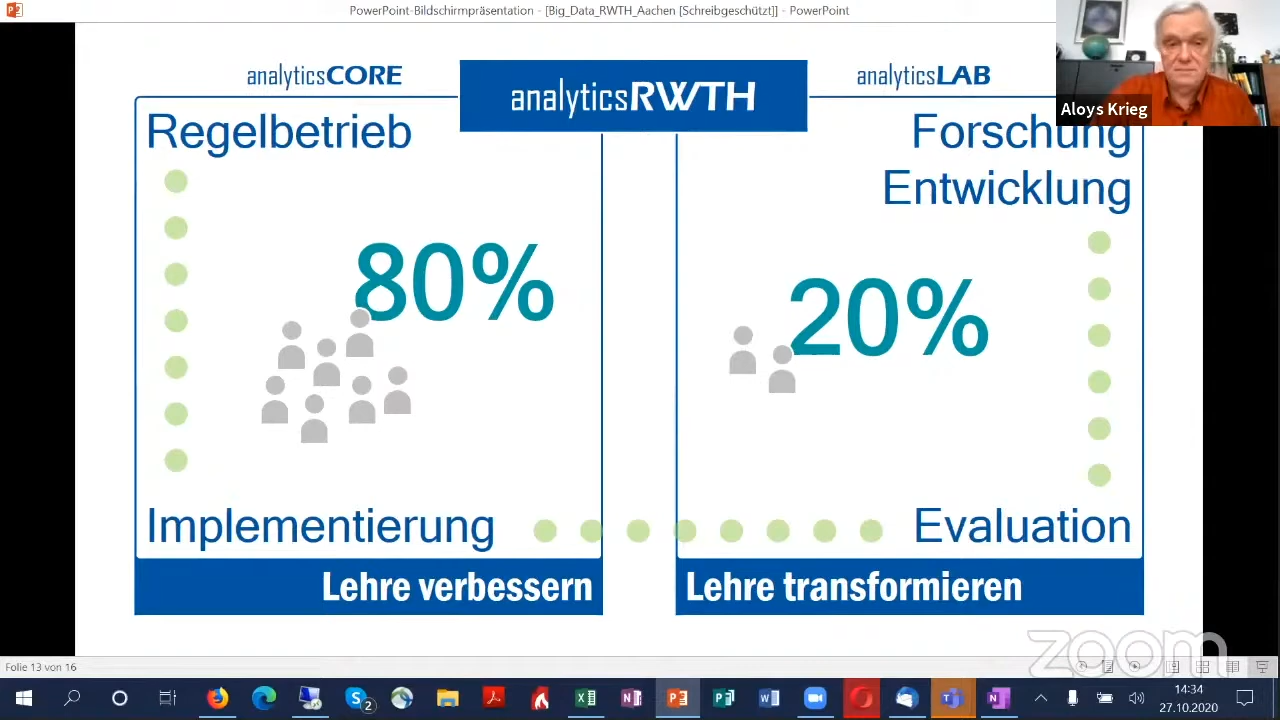 PowerPoint-Bildschirmpräsentation - [Big_Data_RWTH_Aachen [Schreibgeschützt]] - PowerPoint
analyticsCORE
analyticsRWTH
analyticsLAB
Aloys Krieg
Regelbetrieb
Forschung
Entwicklung
80%
20%
Implementierung
Evaluation
Lehre verbessern
Lehre transformieren
zoom
Folie 13 von 16
2
14:34
27.10.2020